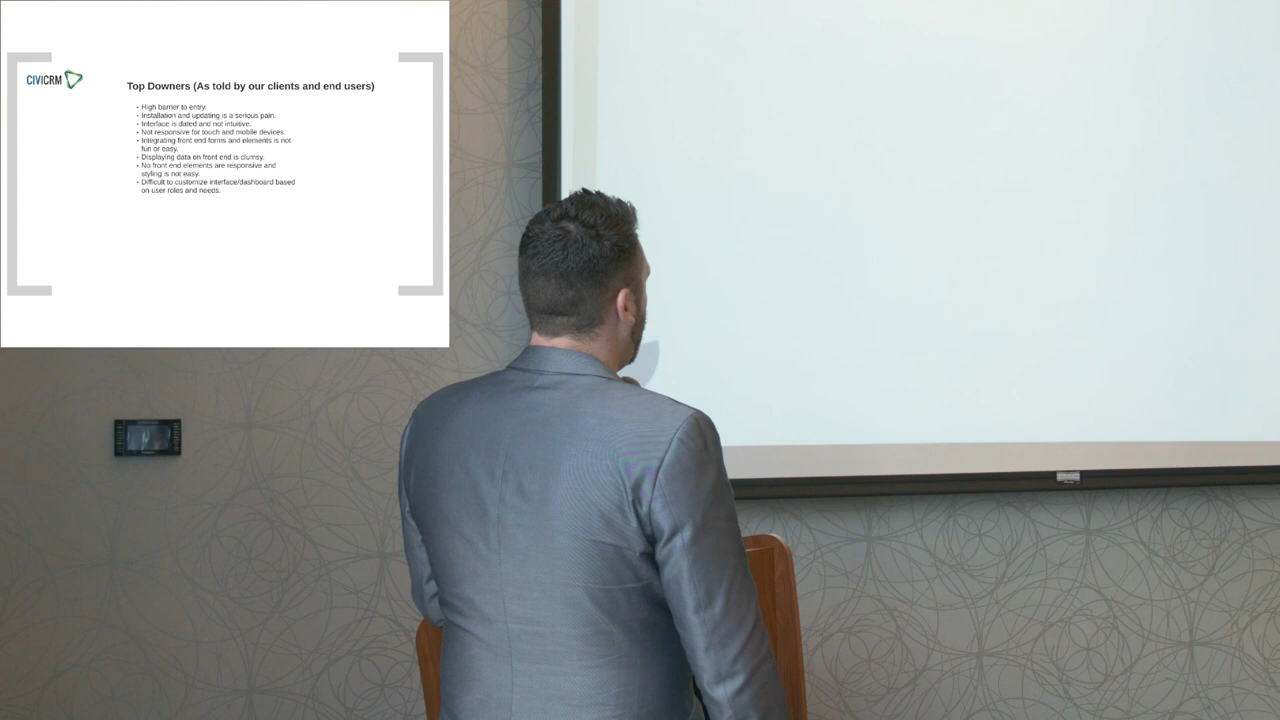 CIVICRM
Top Downers (As told by our clients and end users)
• High barrier to entry.
• Installation and updating is a serious pain.
• Interface is dated and not intuitive.
• Not responsive for touch and mobile devices.
• Integrating front end forms and elements is not
fun or easy.
• Displaying data on front end is clumsy.
• No front end elements are responsive and
styling is not easy.
• Difficult to customize interface/dashboard based
on user roles and needs.